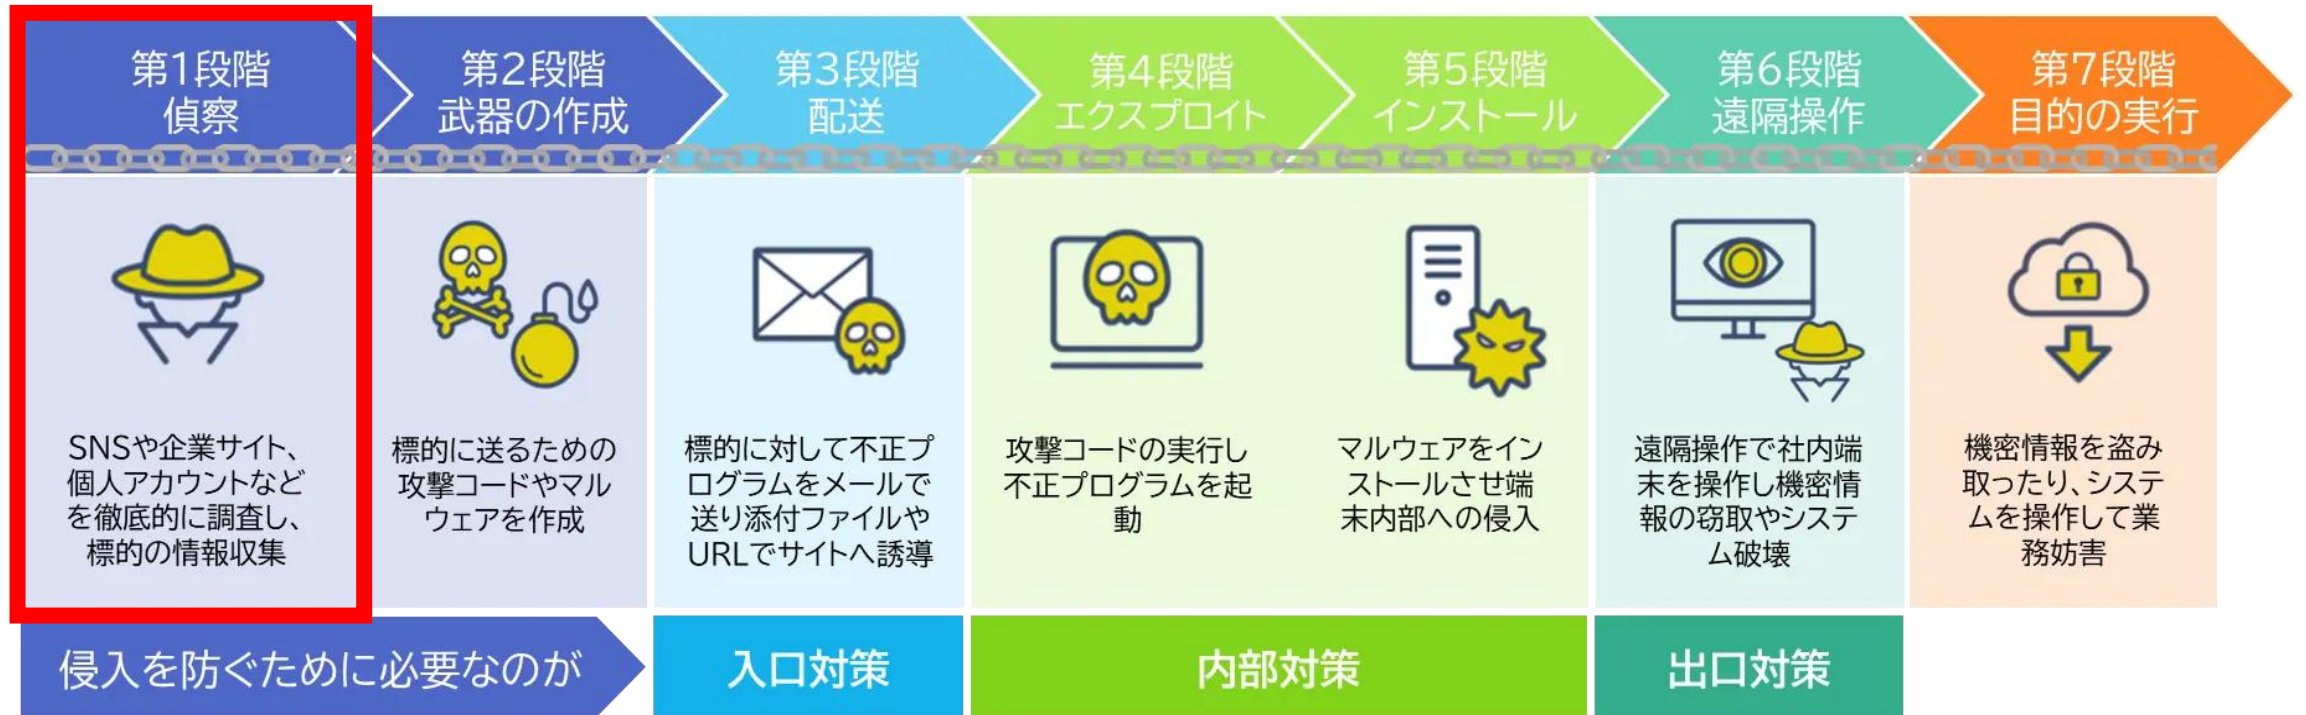 第1段階
偵察
第2段階
武器の作成
第3段階
配送
第4段階
エクスプロイト
第5段階
インストール
第6段階
遠隔操作
第7段階
目的の実行
SNSや企業サイト、
個人アカウントなど
を徹底的に調査し、
標的の情報収集
標的に送るための
攻撃コードやマル
ウェアを作成
標的に対して不正プ
ログラムをメールで
送り添付ファイルや
URLでサイトへ誘導
攻撃コードの実行し
不正プログラムを起
動
マルウェアをイン
ストールさせ端
末内部への侵入
遠隔操作で社内端
末を操作し機密情
報の窃取やシステ
ム破壊
機密情報を盗み
取ったり、システ
ムを操作して業
務妨害
侵入を防ぐために必要なのが
入口対策
内部対策
出口対策